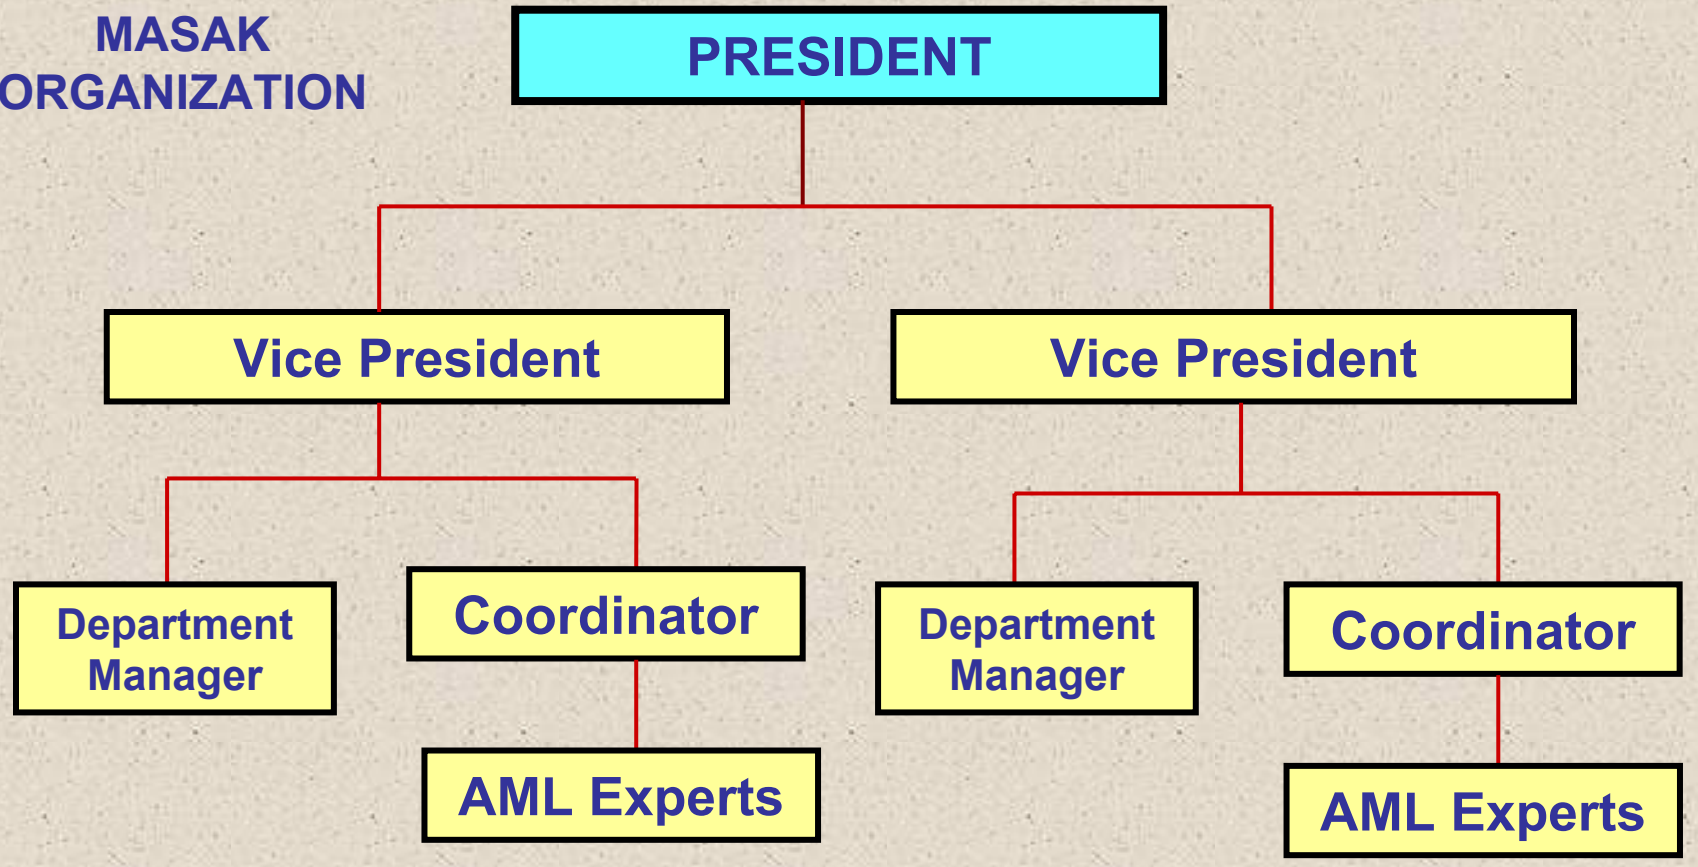 MASAK
ORGANIZATION
PRESIDENT
Vice President
Vice President
Department
Manager
Coordinator
Department
Manager
Coordinator
AML Experts
AML Experts